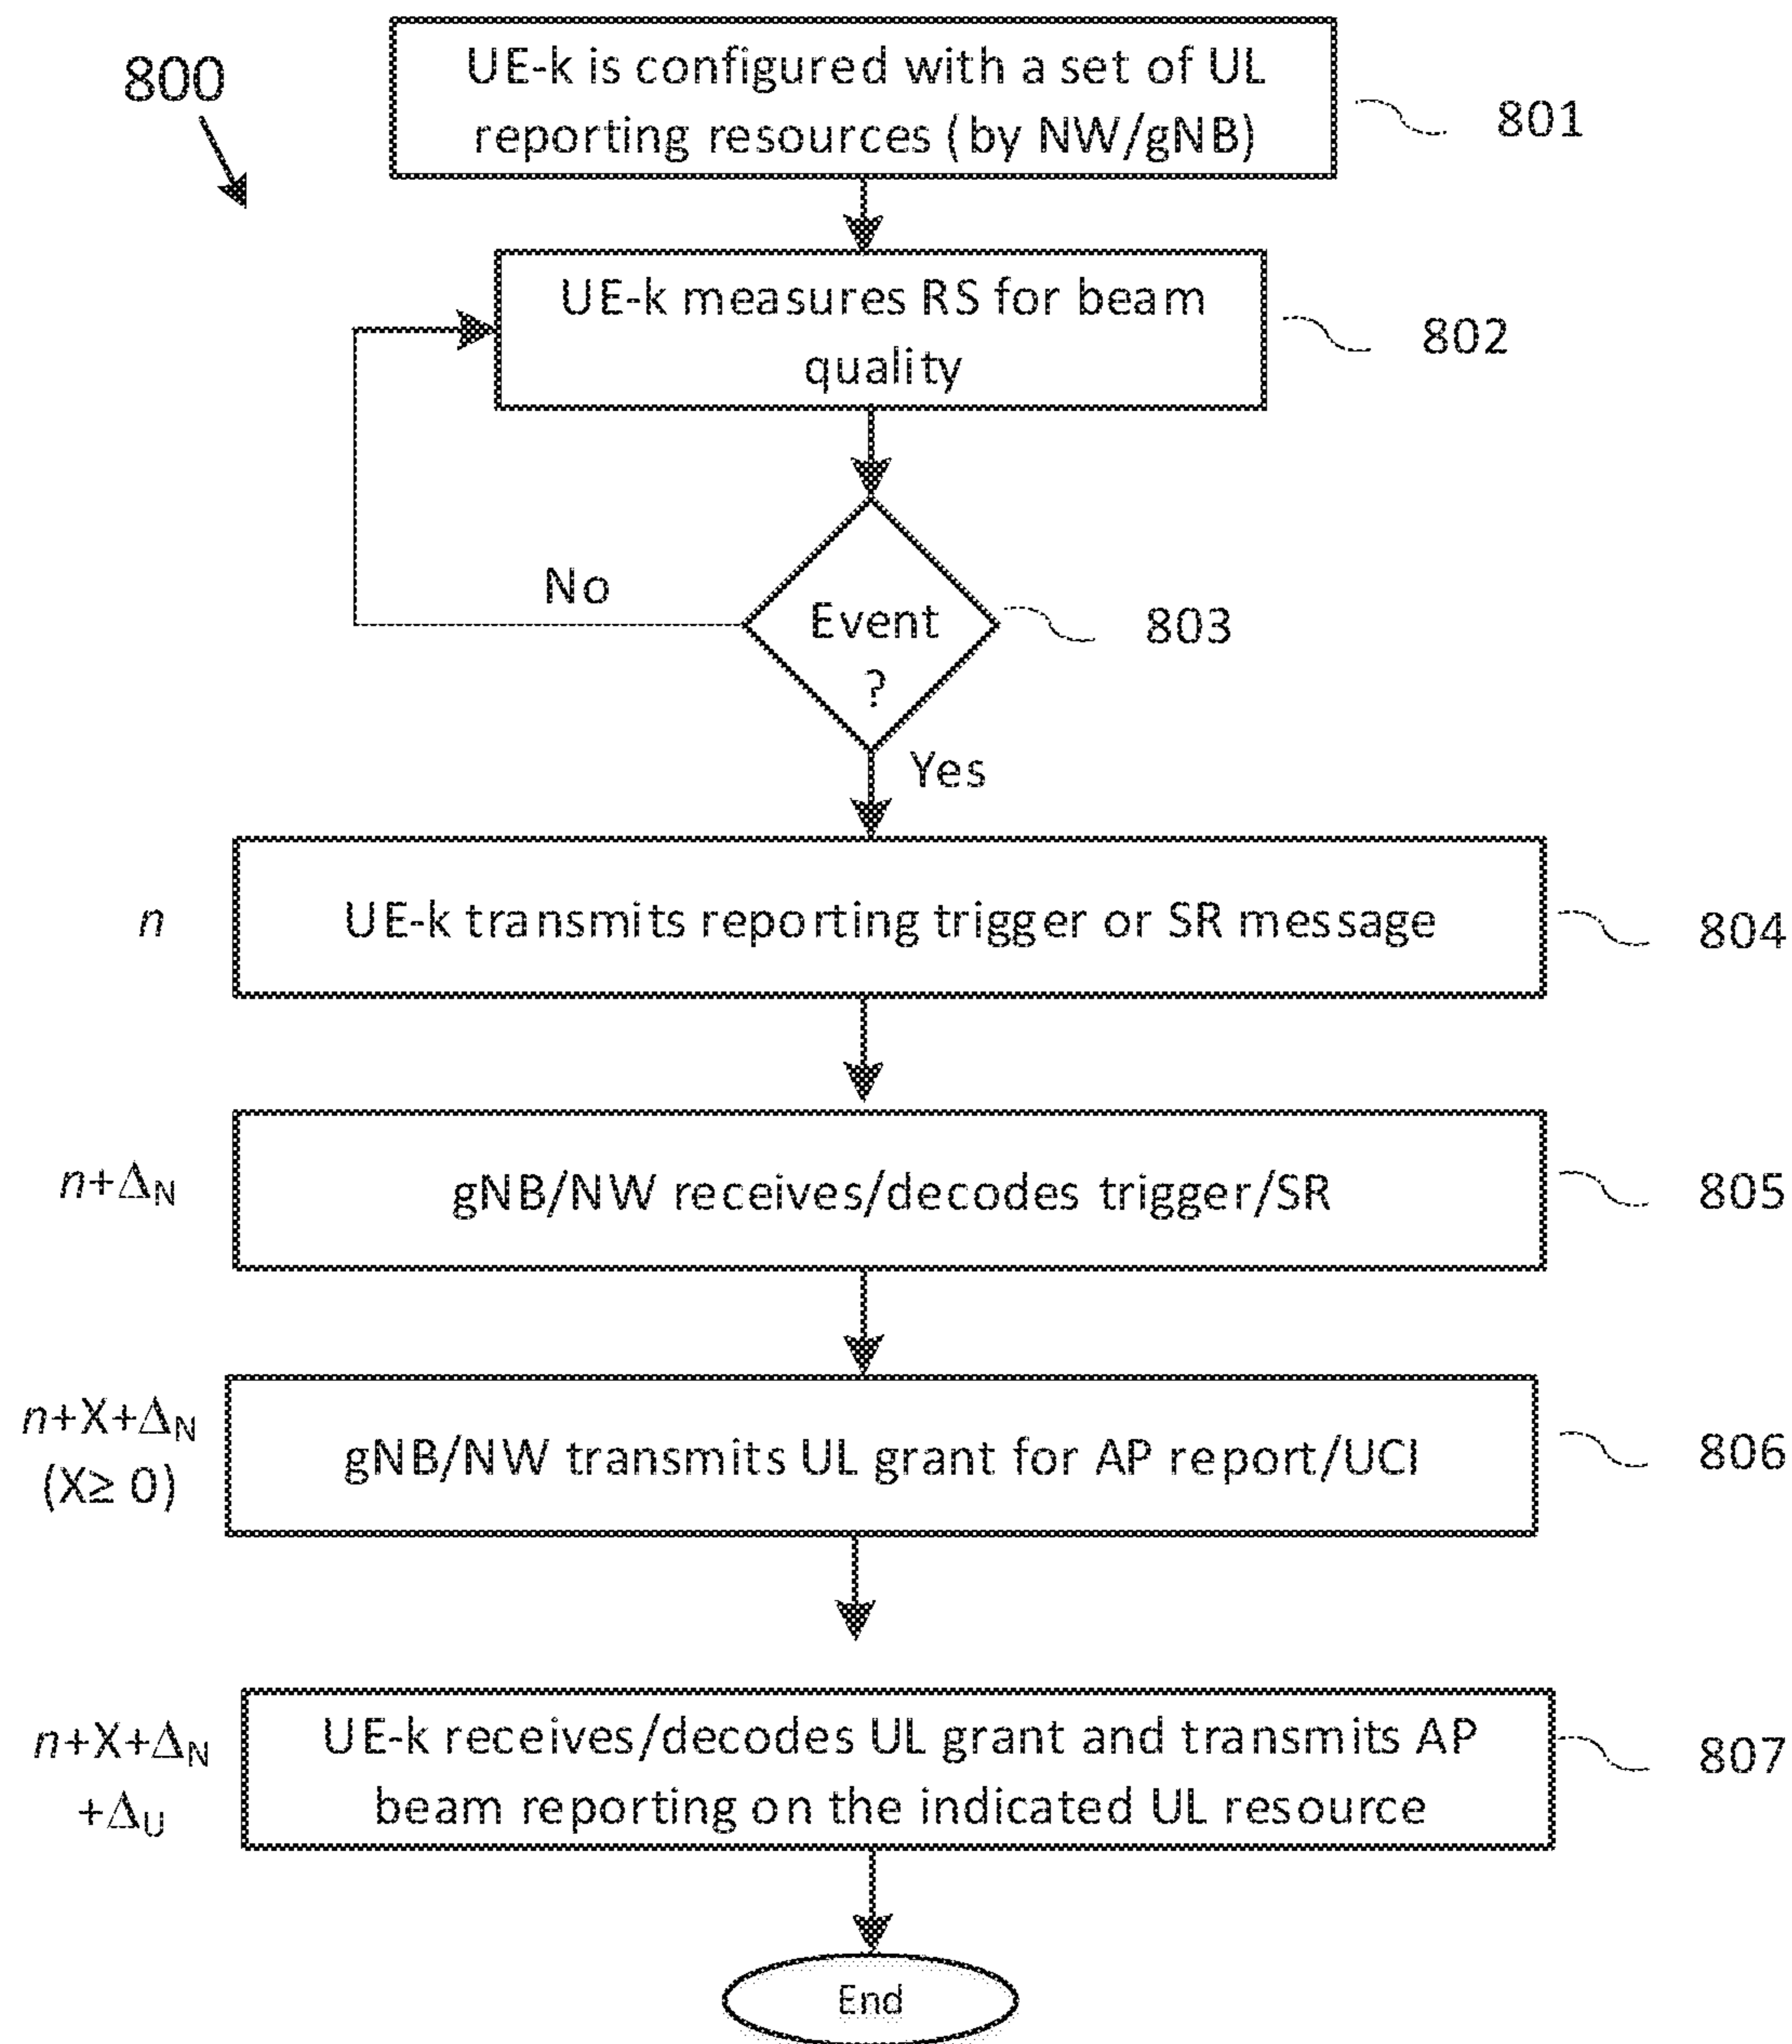 800
UE-k is configured with a set of UL
reporting resources (by NW/gNB)
801
UE-k measures RS for beam
quality
802
No
Event
?
803
Yes
n
UE-k transmits reporting trigger or SR message
804
n+ΔN
gNB/NW receives/decodes trigger/SR
805
n+X+ΔN
(X≥ 0)
gNB/NW transmits UL grant for AP report/UCI
806
n+X+ΔN
+ΔU
UE-k receives/decodes UL grant and transmits AP
beam reporting on the indicated UL resource
807
End